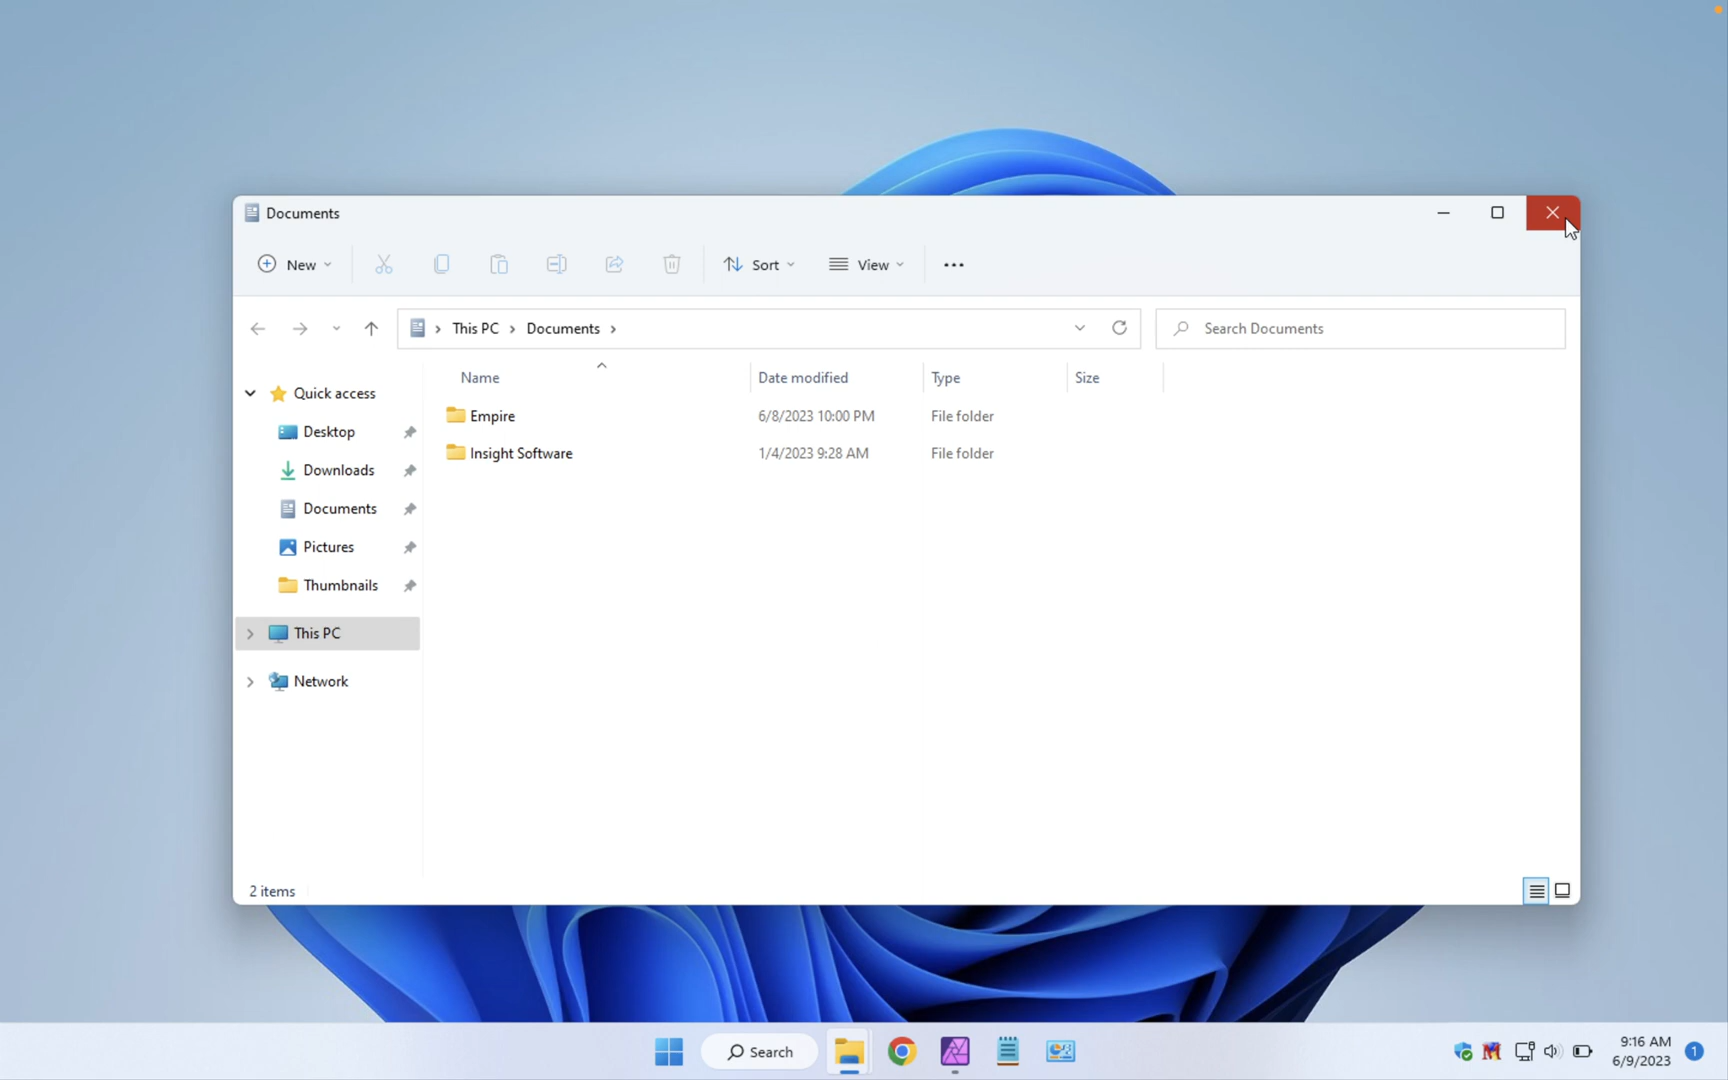 Documents
New
Sort
View
This PC
Documents
Search Documents
Name
Date modified
Type
Size
Quick access
Desktop
Downloads
Documents
Pictures
Thumbnails
This PC
Network
Empire
6/8/2023 10:00 PM
File folder
Insight Software
1/4/2023 9:28 AM
File folder
2 items
Search
9:16 AM
6/9/2023
1